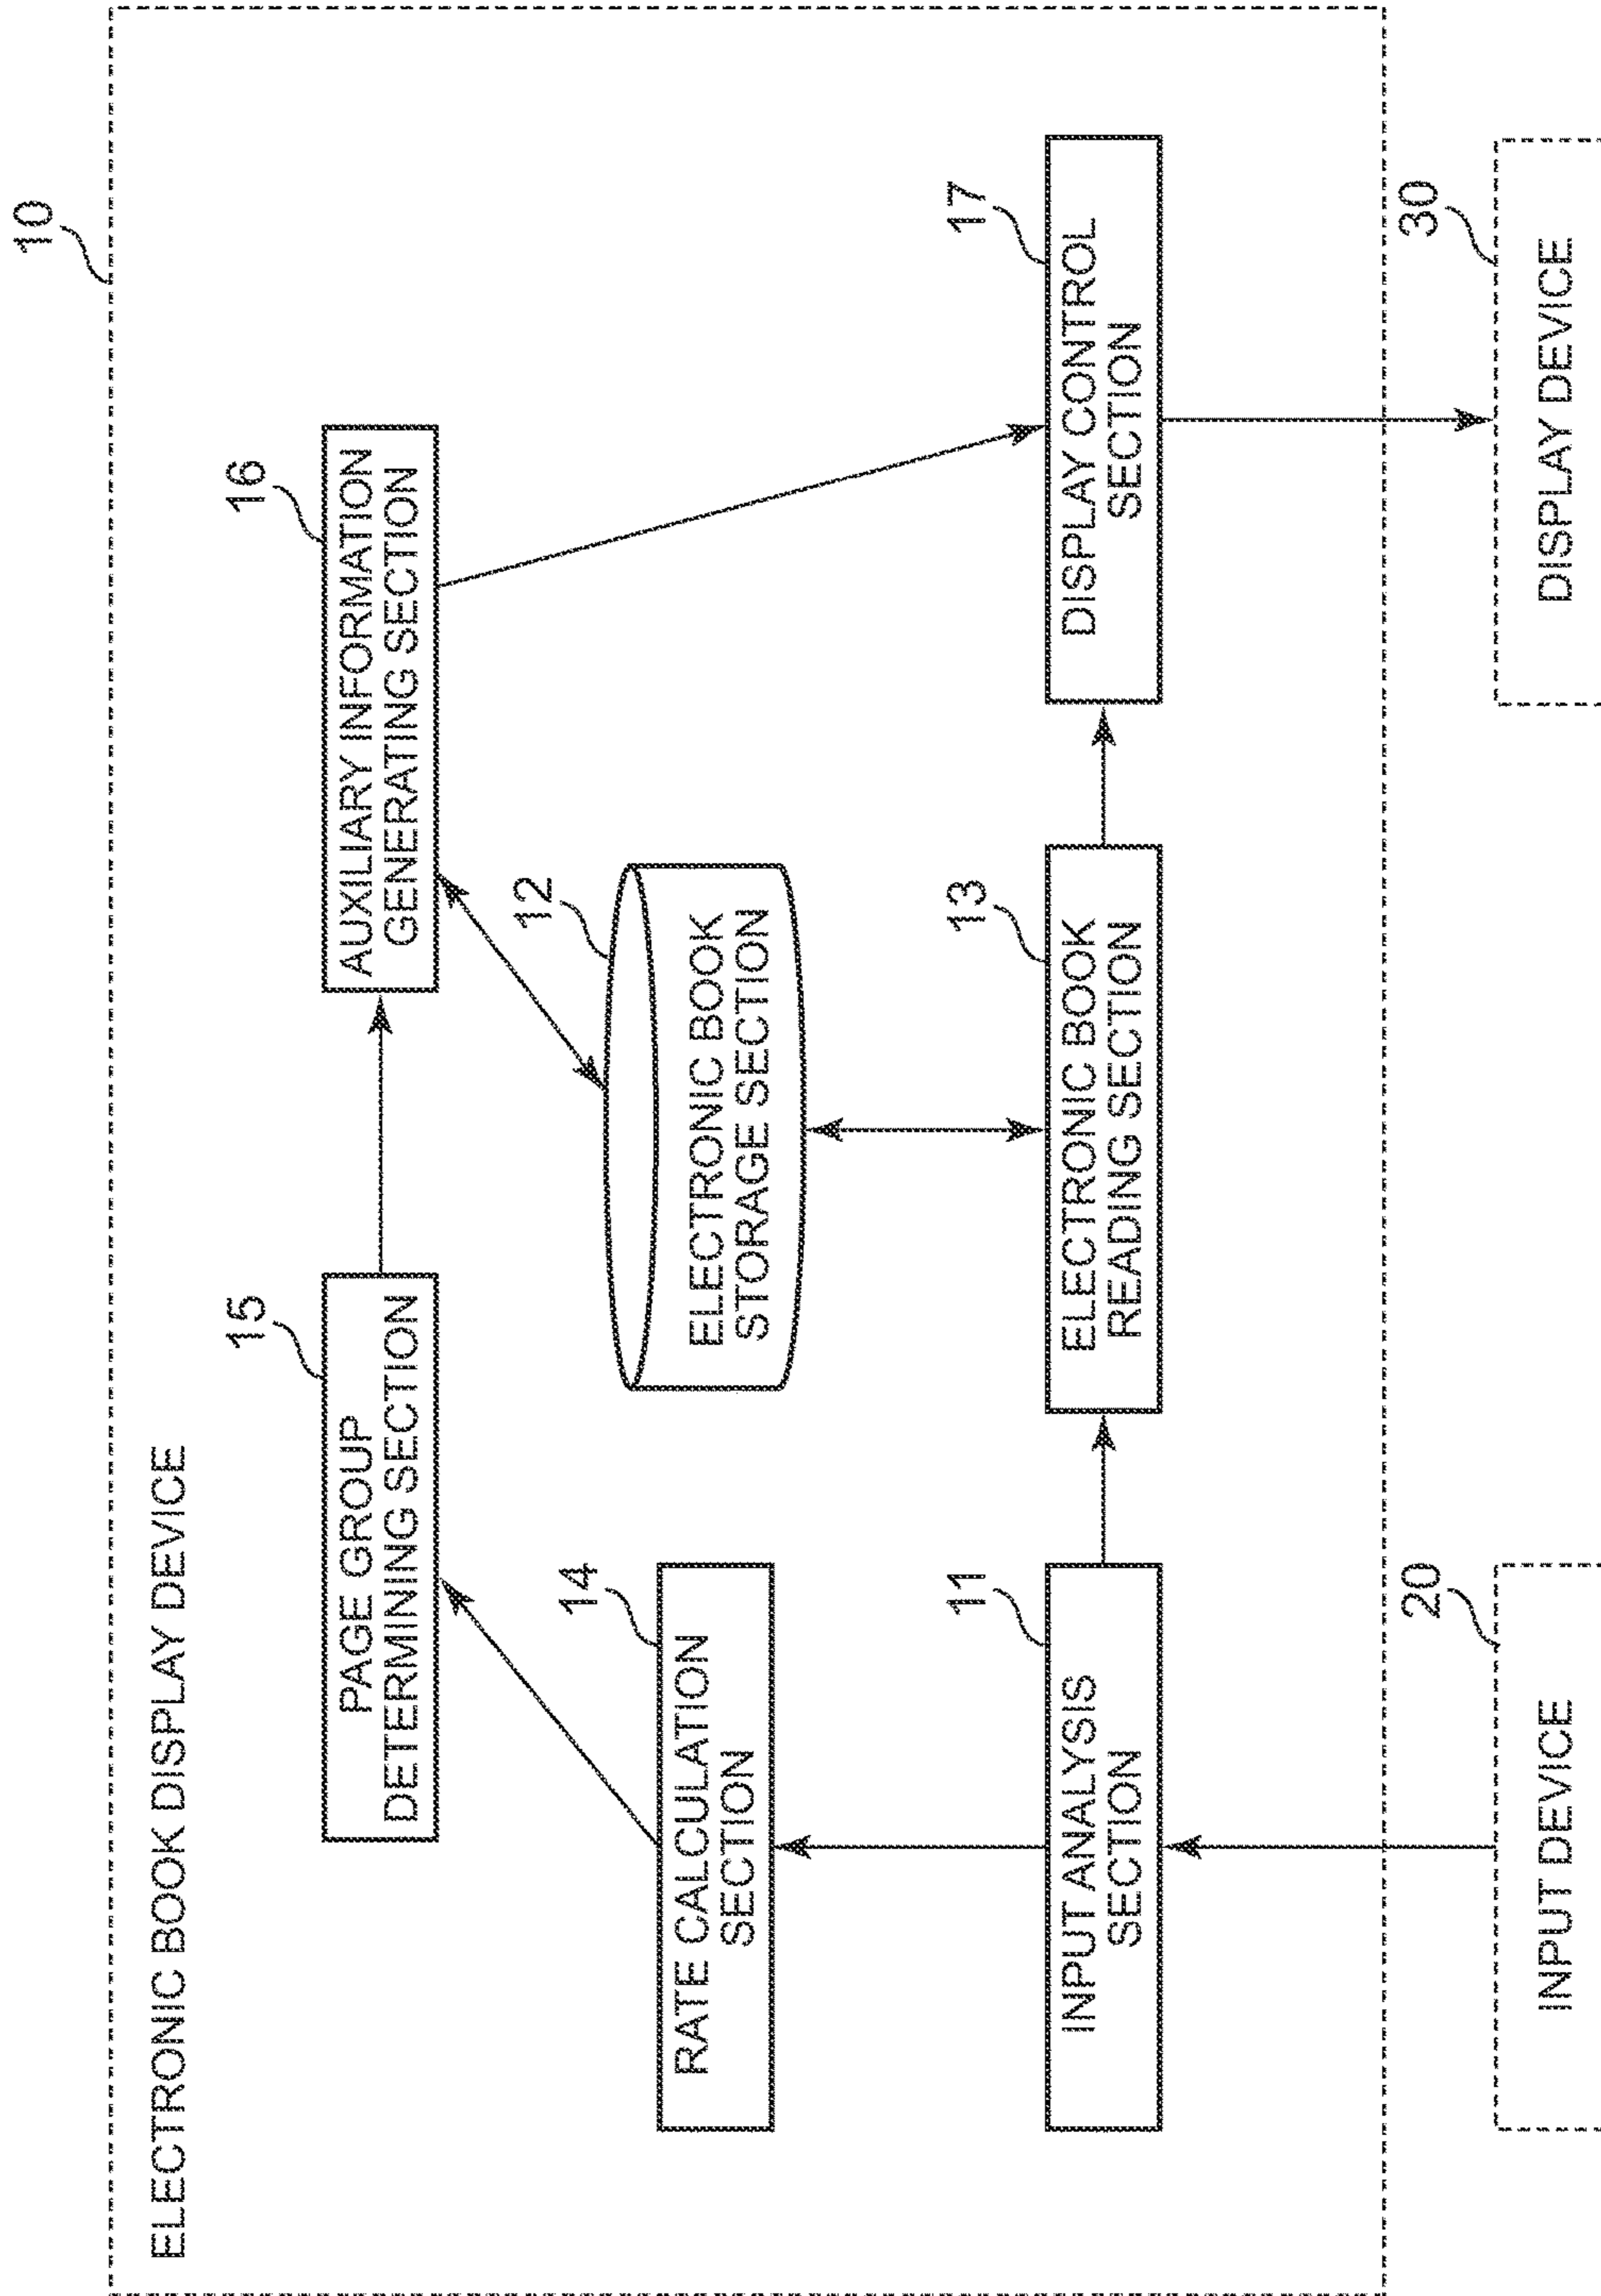 10
ELECTRONIC BOOK DISPLAY DEVICE
15
PAGE GROUP
DETERMINING SECTION
16
AUXILIARY INFORMATION
GENERATING SECTION
14
RATE CALCULATION
SECTION
12
ELECTRONIC BOOK
STORAGE SECTION
11
INPUT ANALYSIS
SECTION
13
ELECTRONIC BOOK
READING SECTION
17
DISPLAY CONTROL
SECTION
20
INPUT DEVICE
30
DISPLAY DEVICE